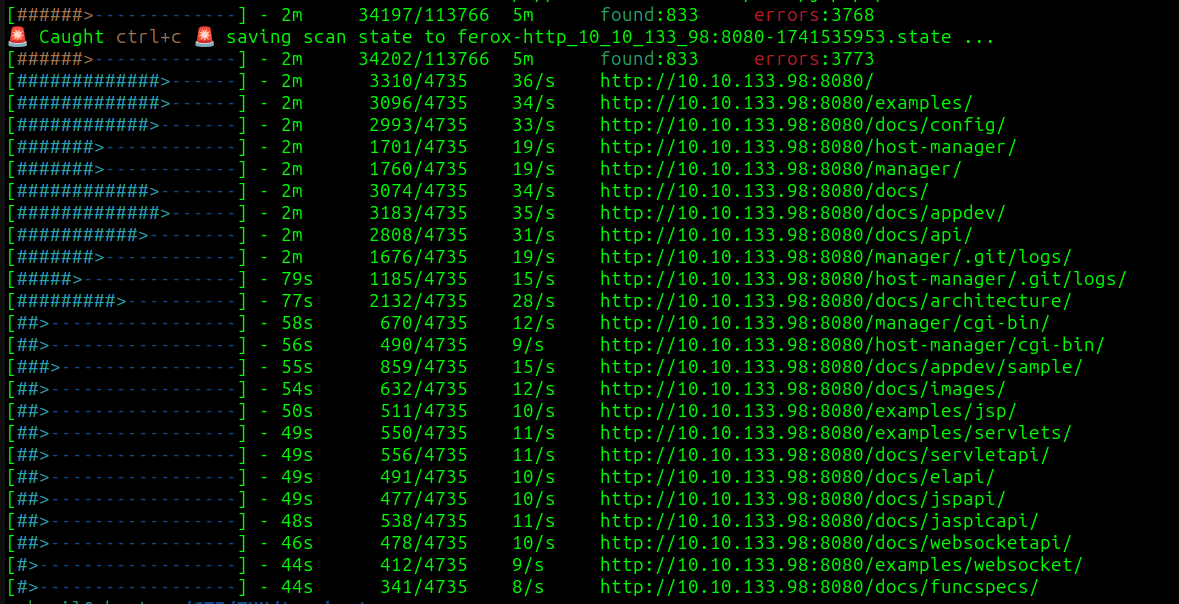 [######>--------------] - 2m     34197/113766  5m      found:833     errors:3768
🚨 Caught ctrl+c 🚨 saving scan state to ferox-http_10_10_133_98:8080-1741535953.state ...
[######>--------------] - 2m     34202/113766  5m      found:833     errors:3773
[#############>-------] - 2m      3310/4735    36/s    http://10.10.133.98:8080/
[#############>-------] - 2m      3096/4735    34/s    http://10.10.133.98:8080/examples/
[############>--------] - 2m      2993/4735    33/s    http://10.10.133.98:8080/docs/config/
[#######>-------------] - 2m      1701/4735    19/s    http://10.10.133.98:8080/host-manager/
[#######>-------------] - 2m      1760/4735    19/s    http://10.10.133.98:8080/manager/
[############>--------] - 2m      3074/4735    34/s    http://10.10.133.98:8080/docs/
[#############>-------] - 2m      3183/4735    35/s    http://10.10.133.98:8080/docs/appdev/
[###########>---------] - 2m      2808/4735    31/s    http://10.10.133.98:8080/docs/api/
[#######>-------------] - 2m      1676/4735    19/s    http://10.10.133.98:8080/manager/.git/logs/
[#####>---------------] - 79s     1185/4735    15/s    http://10.10.133.98:8080/host-manager/.git/logs/
[#########>-----------] - 77s     2132/4735    28/s    http://10.10.133.98:8080/docs/architecture/
[##>------------------] - 58s      670/4735    12/s    http://10.10.133.98:8080/manager/cgi-bin/
[##>------------------] - 56s      490/4735    9/s     http://10.10.133.98:8080/host-manager/cgi-bin/
[###>-----------------] - 55s      859/4735    15/s    http://10.10.133.98:8080/docs/appdev/sample/
[##>------------------] - 54s      632/4735    12/s    http://10.10.133.98:8080/docs/images/
[##>------------------] - 50s      511/4735    10/s    http://10.10.133.98:8080/examples/jsp/
[##>------------------] - 49s      550/4735    11/s    http://10.10.133.98:8080/examples/servlets/
[##>------------------] - 49s      556/4735    11/s    http://10.10.133.98:8080/docs/servletapi/
[##>------------------] - 49s      491/4735    10/s    http://10.10.133.98:8080/docs/elapi/
[##>------------------] - 49s      477/4735    10/s    http://10.10.133.98:8080/docs/jspapi/
[##>------------------] - 48s      538/4735    11/s    http://10.10.133.98:8080/docs/jaspicapi/
[##>------------------] - 46s      478/4735    10/s    http://10.10.133.98:8080/docs/websocketapi/
[#>-------------------] - 44s      412/4735    9/s     http://10.10.133.98:8080/examples/websocket/
[#>-------------------] - 44s      341/4735    8/s     http://10.10.133.98:8080/docs/funcspecs/